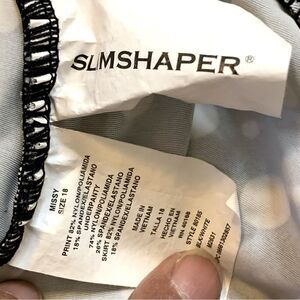 SLIMSHAPER®
MISSY
SIZE 18
PRINT 82% NYLON/POLIAMIDA
18% SPANDEX/ELASTANO
UNDERPANTY
74% NYLON/POLIAMIDA
26% SPANDEX/ELASTANO
SKIRT 82% NYLON/POLIAMIDA
18% SPANDEX/ELASTANO
MADE IN
VIETNAM
TALLA 18
HECHO EN
VIETNAM